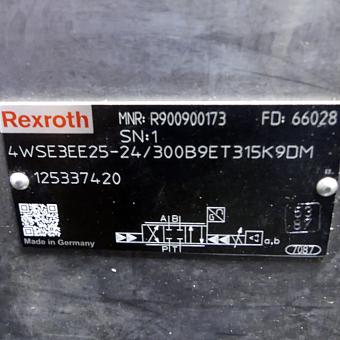 Rexroth MNR: R900900173 FD: 66028
SN:1
4WSE3EE25-24/300B9ET315K9DM
125337420
A B
a,b
P T
Made in Germany
7087